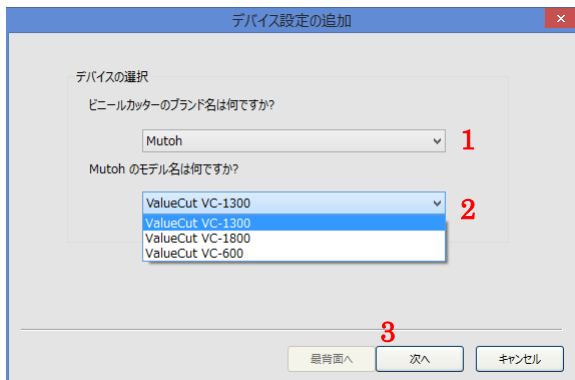 デバイス設定の追加
×
デバイスの選択
ビニールカッターのブランド名は何ですか?
Mutoh
1
Mutoh のモデル名は何ですか?
ValueCut VC-1300
2
ValueCut VC-1300
ValueCut VC-1800
ValueCut VC-600
3
最背面へ
次へ
キャンセル